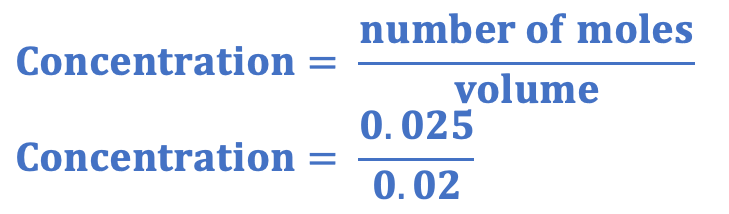 Concentration = number of moles / volume
Concentration = 0.025 / 0.02